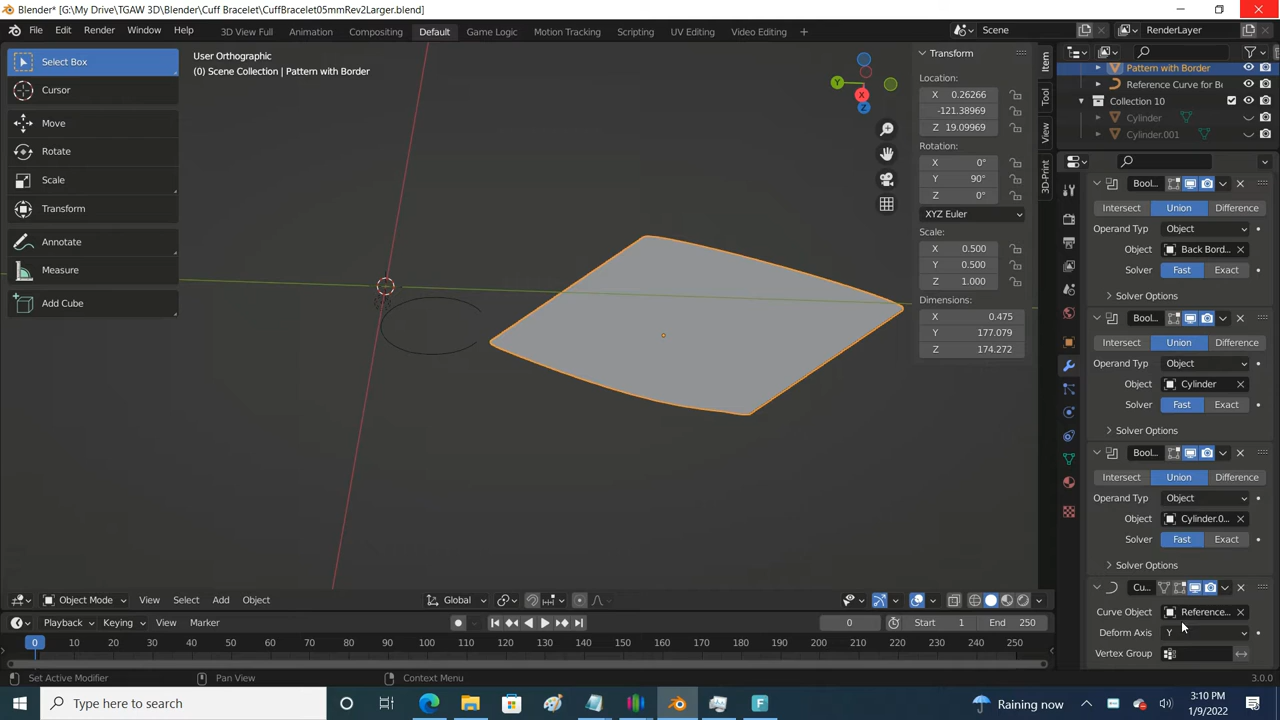 Blender* [G:\My Drive\TGAW 3D\Blender\Cuff Bracelet\CuffBracelet05mmRev2Larger.blend]
File Edit Render Window Help 3D View Full Animation Compositing Default Game Logic Motion Tracking Scripting UV Editing Video Editing + Scene RenderLayer
Select Box
Cursor
Move
Rotate
Scale
Transform
Annotate
Measure
Add Cube
User Orthographic
(0) Scene Collection | Pattern with Border
Y
X
Z
Transform
Location:
X 0.26266
-121.38969
Z 19.09969
Rotation:
X 0°
Y 90°
Z 0°
XYZ Euler
Scale:
X 0.500
Y 0.500
Z 1.000
Dimensions:
X 0.475
Y 177.079
Z 174.272
Item
Tool
View
3D-Print
Pattern with Border
Reference Curve for Be
Collection 10
Cylinder
Cylinder.001
Bool...
Intersect Union Difference
Operand Typ Object
Object Back Bord...
Solver Fast Exact
Solver Options
Bool...
Intersect Union Difference
Operand Typ Object
Object Cylinder
Solver Fast Exact
Solver Options
Bool...
Intersect Union Difference
Operand Typ Object
Object Cylinder.0...
Solver Fast Exact
Solver Options
Cu...
Curve Object Reference...
Deform Axis Y
Vertex Group
Object Mode View Select Add Object Global
Playback Keying View Marker 0 Start 1 End 250
0 10 20 30 40 50 60 70 80 90 100 110 120 130 140 150 160 170 180 190 200 210 220 230 240 250
Set Active Modifier Pan View Context Menu 3.0.0
Type here to search Raining now 3:10 PM
1/9/2022